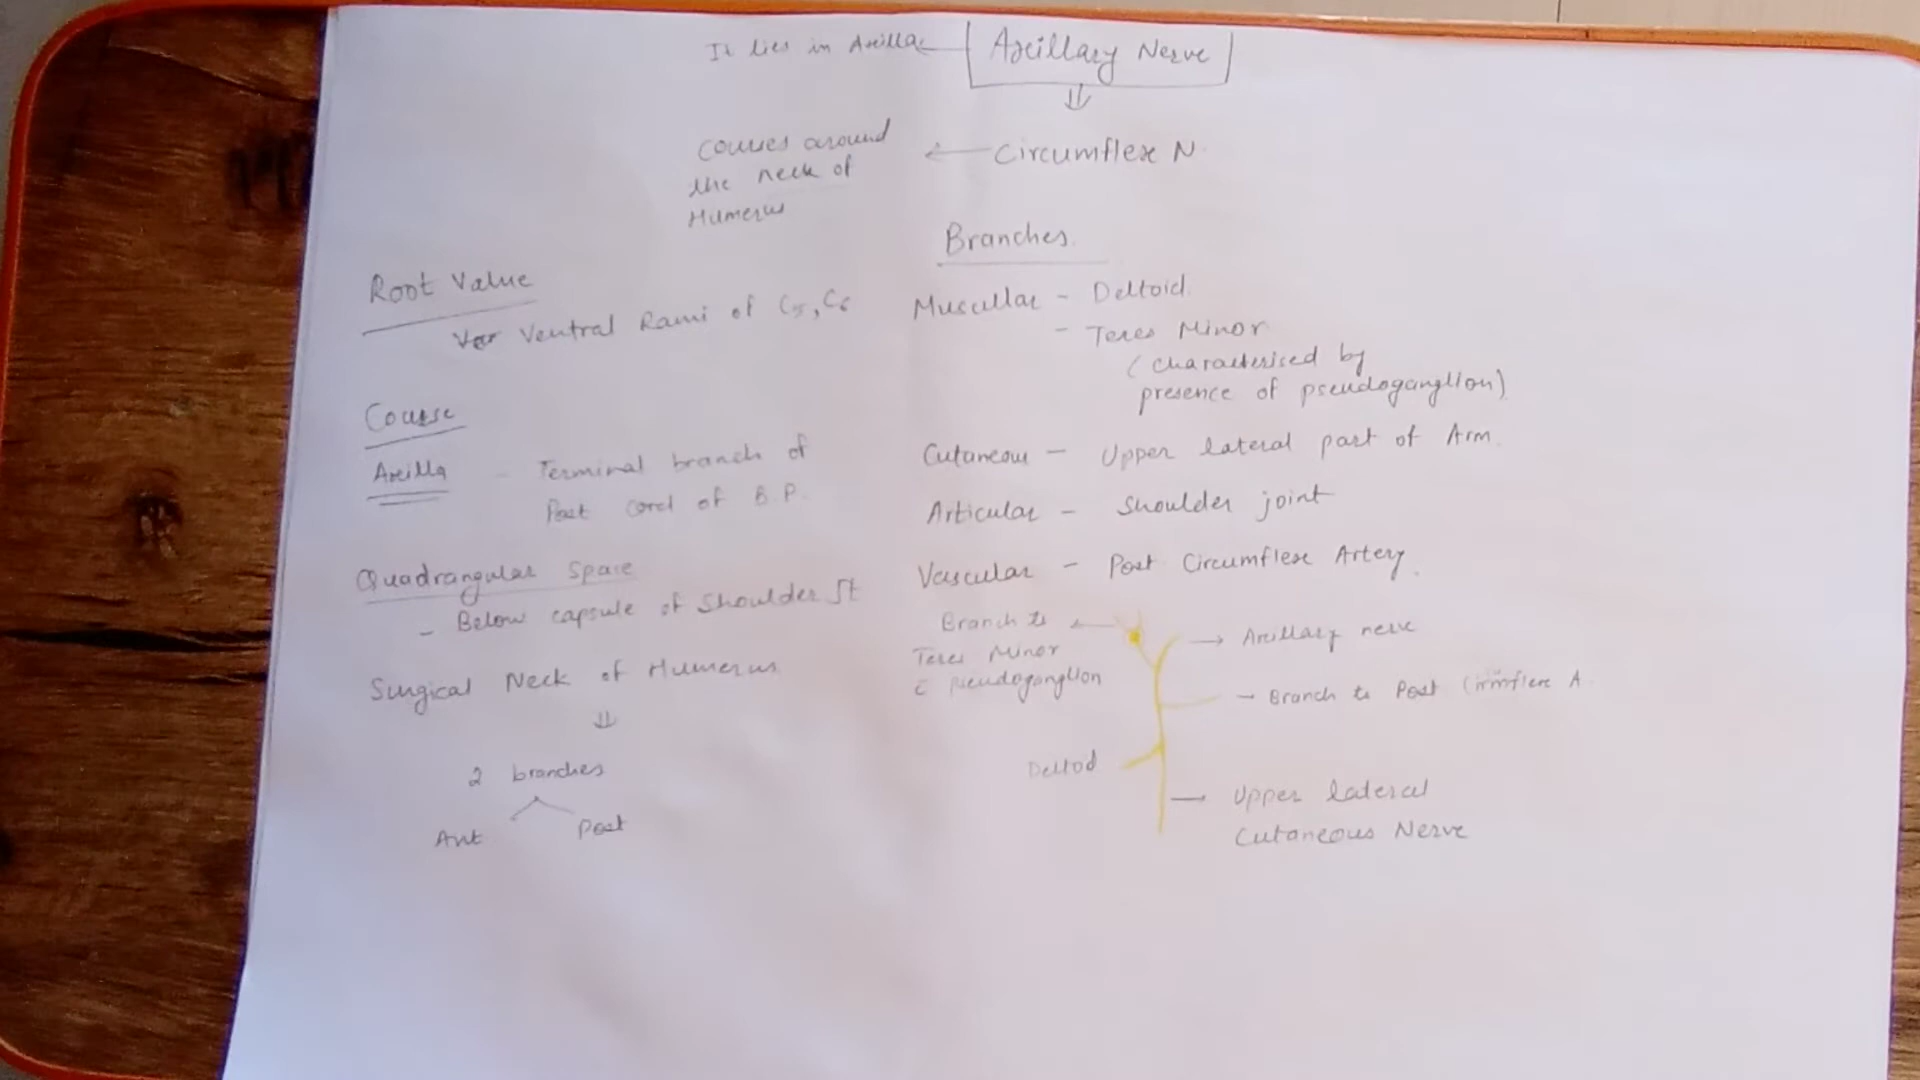 It lies in Axilla
Axillary Nerve
Circumflex N.
Courses around
the neck of
Humerus
Root Value
Ventral Rami of C5, C6
Course
Axilla - Terminal branch of
Post cord of B.P.
Quadrangular Space
- Below capsule of Shoulder Jt
Surgical Neck of Humerus
2 branches
Ant Post
Branches.
Muscular - Deltoid
- Teres Minor
(characterised by
presence of pseudoganglion)
Cutaneous - Upper lateral part of Arm.
Articular - Shoulder joint
Vascular - Post Circumflex Artery.
Branch to
Teres Minor
c pseudoganglion
Axillary nerve
Branch to Post Circumflex A
Deltod
Upper lateral
Cutaneous Nerve